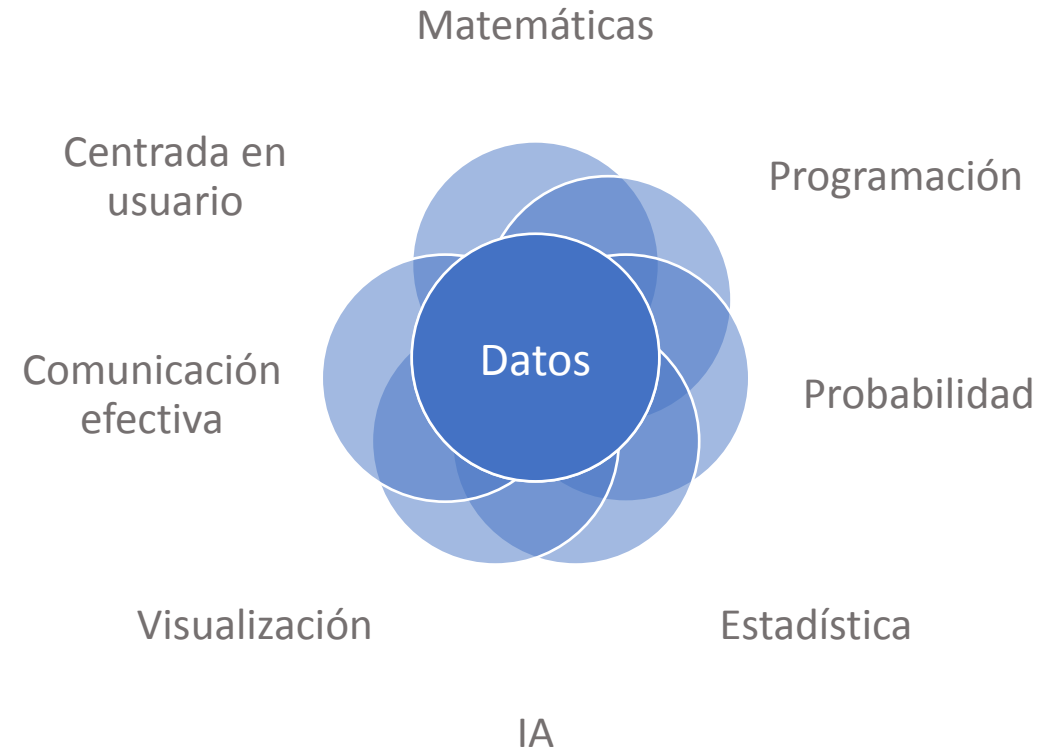 Matemáticas
Centrada en
usuario
Programación
Datos
Comunicación
efectiva
Probabilidad
Visualización
Estadística
IA